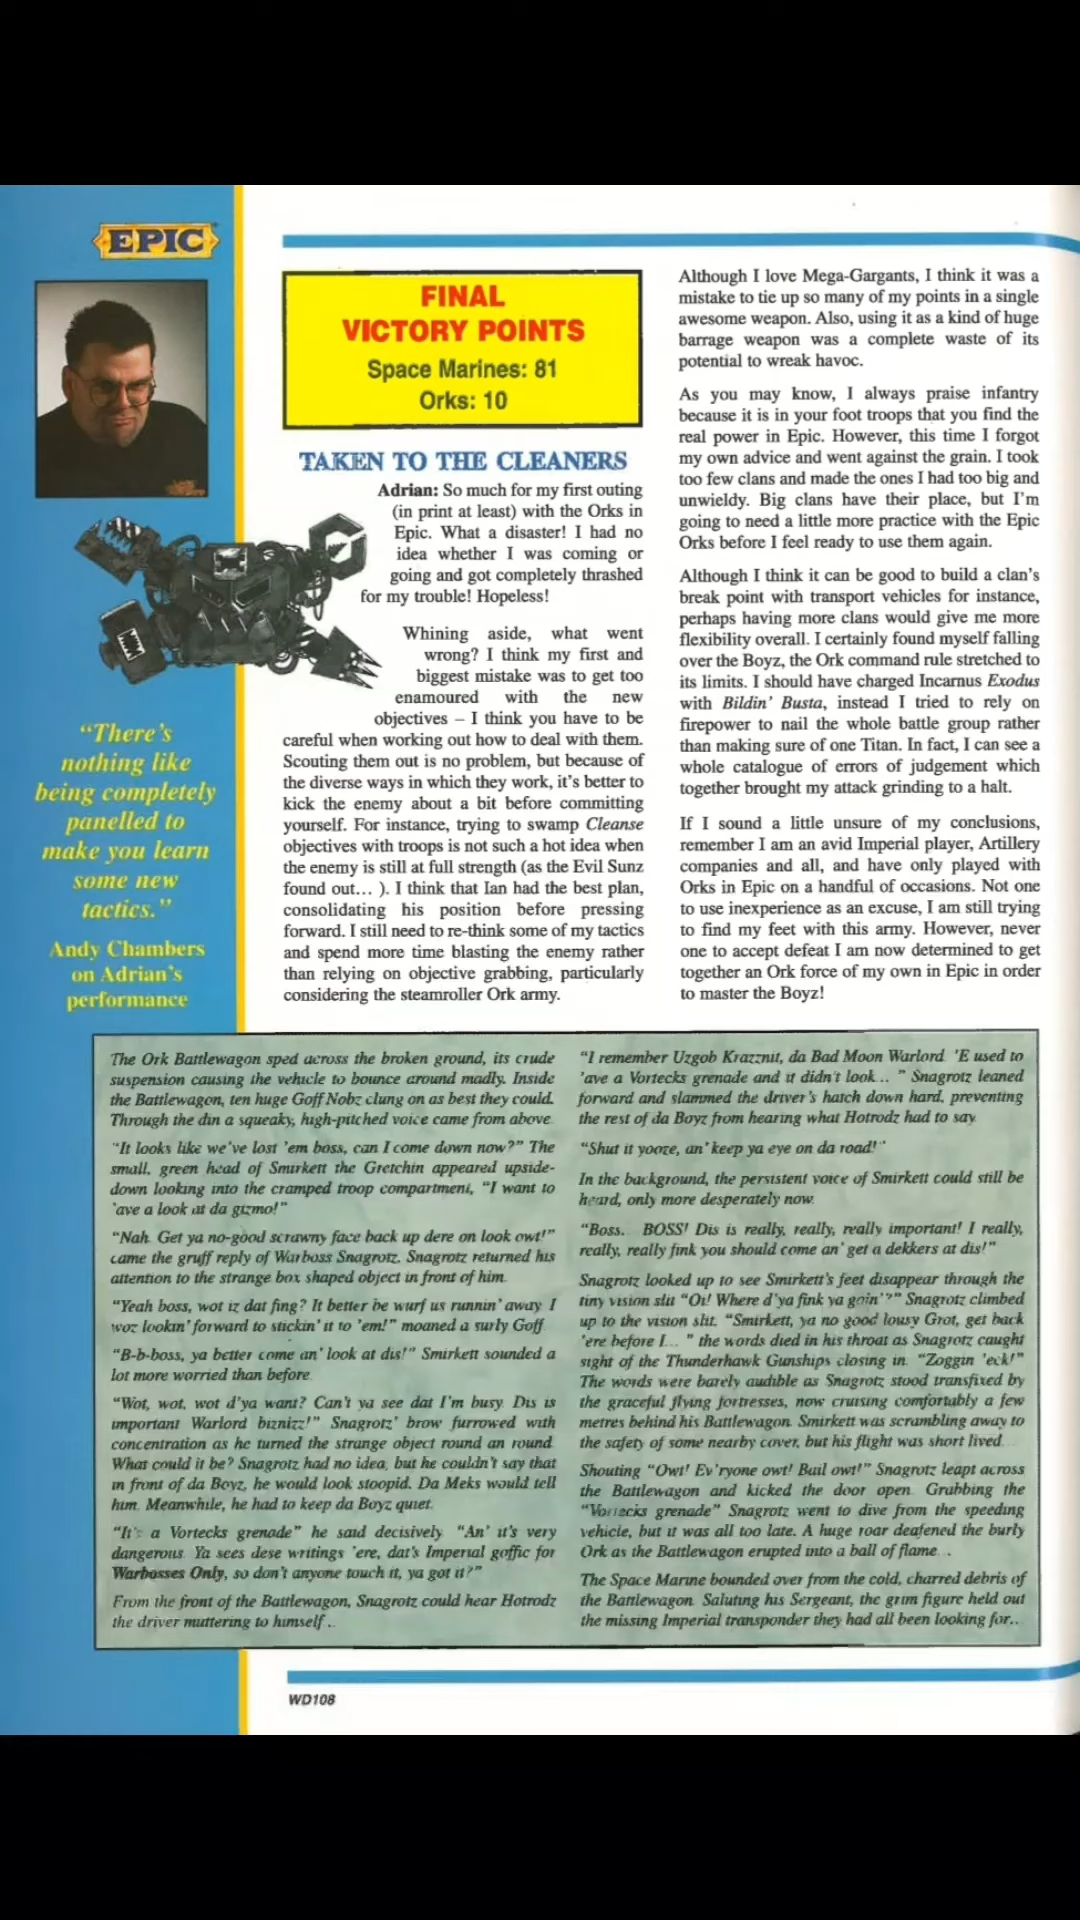 EPIC
FINAL
VICTORY POINTS
Space Marines: 81
Orks: 10
TAKEN TO THE CLEANERS
Adrian: So much for my first outing
(in print at least) with the Orks in
Epic. What a disaster! I had no
idea whether I was coming or
going and got completely thrashed
for my trouble! Hopeless!
Whining aside, what went
wrong? I think my first and
biggest mistake was to get too
enamoured with the new
objectives – I think you have to be
careful when working out how to deal with them.
Scouting them out is no problem, but because of
the diverse ways in which they work, it's better to
kick the enemy about a bit before committing
yourself. For instance, trying to swamp Cleanse
objectives with troops is not such a hot idea when
the enemy is still at full strength (as the Evil Sunz
found out... ). I think that Ian had the best plan,
consolidating his position before pressing
forward. I still need to re-think some of my tactics
and spend more time blasting the enemy rather
than relying on objective grabbing, particularly
considering the steamroller Ork army.
Although I love Mega-Gargants, I think it was a
mistake to tie up so many of my points in a single
awesome weapon. Also, using it as a kind of huge
barrage weapon was a complete waste of its
potential to wreak havoc.
As you may know, I always praise infantry
because it is in your foot troops that you find the
real power in Epic. However, this time I forgot
my own advice and went against the grain. I took
too few clans and made the ones I had too big and
unwieldy. Big clans have their place, but I'm
going to need a little more practice with the Epic
Orks before I feel ready to use them again.
Although I think it can be good to build a clan's
break point with transport vehicles for instance,
perhaps having more clans would give me more
flexibility overall. I certainly found myself falling
over the Boyz, the Ork command rule stretched to
its limits. I should have charged Incarnus Exodus
with Bildin' Busta, instead I tried to rely on
firepower to nail the whole battle group rather
than making sure of one Titan. In fact, I can see a
whole catalogue of errors of judgement which
together brought my attack grinding to a halt.
If I sound a little unsure of my conclusions,
remember I am an avid Imperial player, Artillery
companies and all, and have only played with
Orks in Epic on a handful of occasions. Not one
to use inexperience as an excuse, I am still trying
to find my feet with this army. However, never
one to accept defeat I am now determined to get
together an Ork force of my own in Epic in order
to master the Boyz!
"There's
nothing like
being completely
panelled to
make you learn
some new
tactics."
Andy Chambers
on Adrian's
performance
The Ork Battlewagon sped across the broken ground, its crude
suspension causing the vehicle to bounce around madly. Inside
the Battlewagon, ten huge Goff Nobz clung on as best they could.
Through the din a squeaky, high-pitched voice came from above.
"It looks like we've lost 'em boss, can I come down now?" The
small, green head of Smirkett the Gretchin appeared upside-
down looking into the cramped troop compartment, "I want to
'ave a look at da gizmo!"
"Nah. Get ya no-good scrawny face back up dere on look owt!"
came the gruff reply of Warboss Snagrotz. Snagrotz returned his
attention to the strange box shaped object in front of him.
"Yeah boss, wot iz dat fing? It better be wurf us runnin' away. I
woz lookin' forward to stickin' it to 'em!" moaned a surly Goff.
"B-b-boss, ya better come an' look at dis!" Smirkett sounded a
lot more worried than before.
"Wot, wot, wot d'ya want? Can't ya see dat I'm busy. Dis is
important Warlord biznizz!" Snagrotz' brow furrowed with
concentration as he turned the strange object round an round.
What could it be? Snagrotz had no idea, but he couldn't say that
in front of da Boyz, he would look stoopid. Da Meks would tell
him. Meanwhile, he had to keep da Boyz quiet.
"It's a Vortecks grenade" he said decisively "An' it's very
dangerous. Ya sees dese writings 'ere, dat's Imperial goffic for
Warbosses Only, so don't anyone touch it, ya got it?"
From the front of the Battlewagon, Snagrotz could hear Hotrodz
the driver muttering to himself...
"I remember Uzgob Krazznit, da Bad Moon Warlord. 'E used to
'ave a Vortecks grenade and it didn't look... " Snagrotz leaned
forward and slammed the driver's hatch down hard, preventing
the rest of da Boyz from hearing what Hotrodz had to say.
"Shut it yooze, an' keep ya eye on da road!"
In the background, the persistent voice of Smirkett could still be
heard, only more desperately now.
"Boss... BOSS! Dis is really, really, really important! I really,
really, really fink you should come an' get a dekkers at dis!"
Snagrotz looked up to see Smirkett's feet disappear through the
tiny vision slit "Oi! Where d'ya fink ya goin'?" Snagrotz climbed
up to the vision slit. "Smirkett, ya no good lousy Grot, get back
'ere before I... " the words died in his throat as Snagrotz caught
sight of the Thunderhawk Gunships closing in. "Zoggin 'eck!"
The words were barely audible as Snagrotz stood transfixed by
the graceful flying fortresses, now cruising comfortably a few
metres behind his Battlewagon. Smirkett was scrambling away to
the safety of some nearby cover, but his flight was short lived...
Shouting "Owt! Ev'ryone owt! Bail owt!" Snagrotz leapt across
the Battlewagon and kicked the door open. Grabbing the
"Vortecks grenade" Snagrotz went to dive from the speeding
vehicle, but it was all too late. A huge roar deafened the burly
Ork as the Battlewagon erupted into a ball of flame...
The Space Marine bounded over from the cold, charred debris of
the Battlewagon. Saluting his Sergeant, the grim figure held out
the missing Imperial transponder they had all been looking for...
WD108